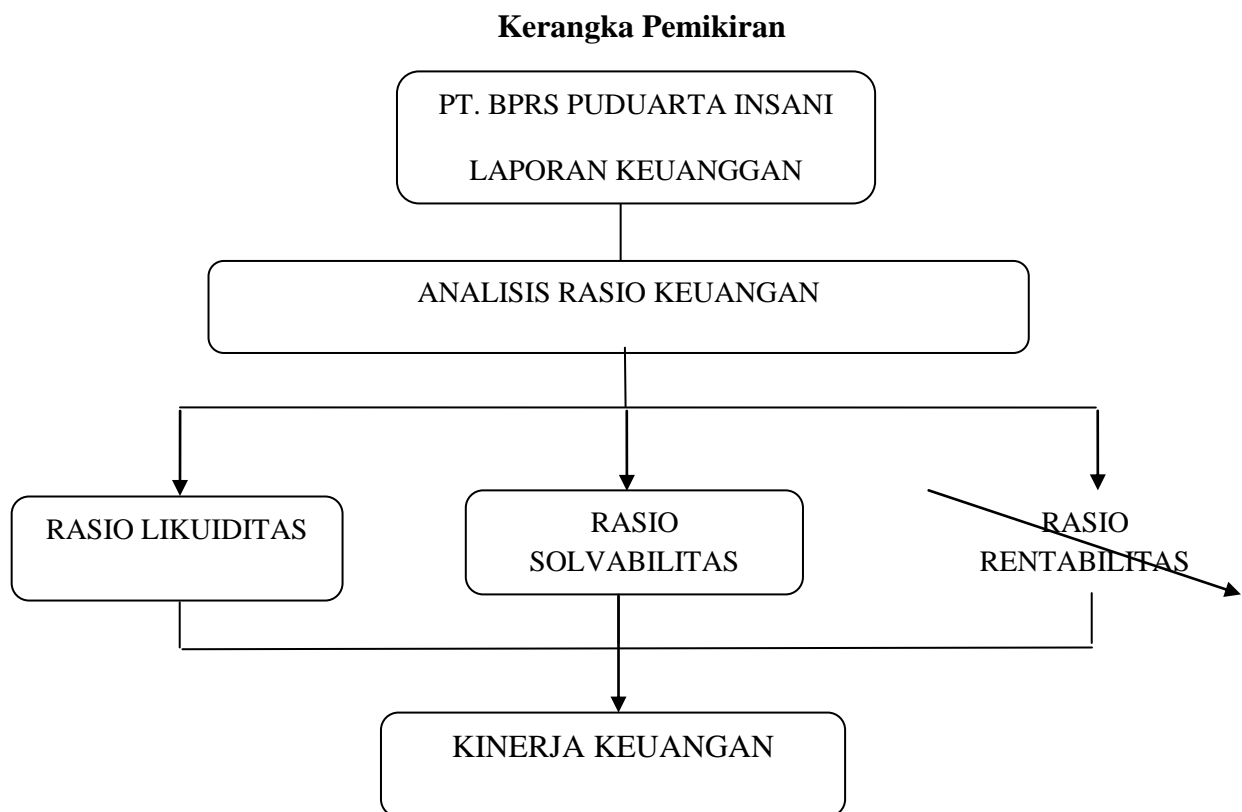 Kerangka Pemikiran
PT. BPRS PUDUARTA INSANI
LAPORAN KEUANGGAN
ANALISIS RASIO KEUANGAN
RASIO LIKUIDITAS
RASIO
SOLVABILITAS
RASIO
RENTABILITAS
KINERJA KEUANGAN